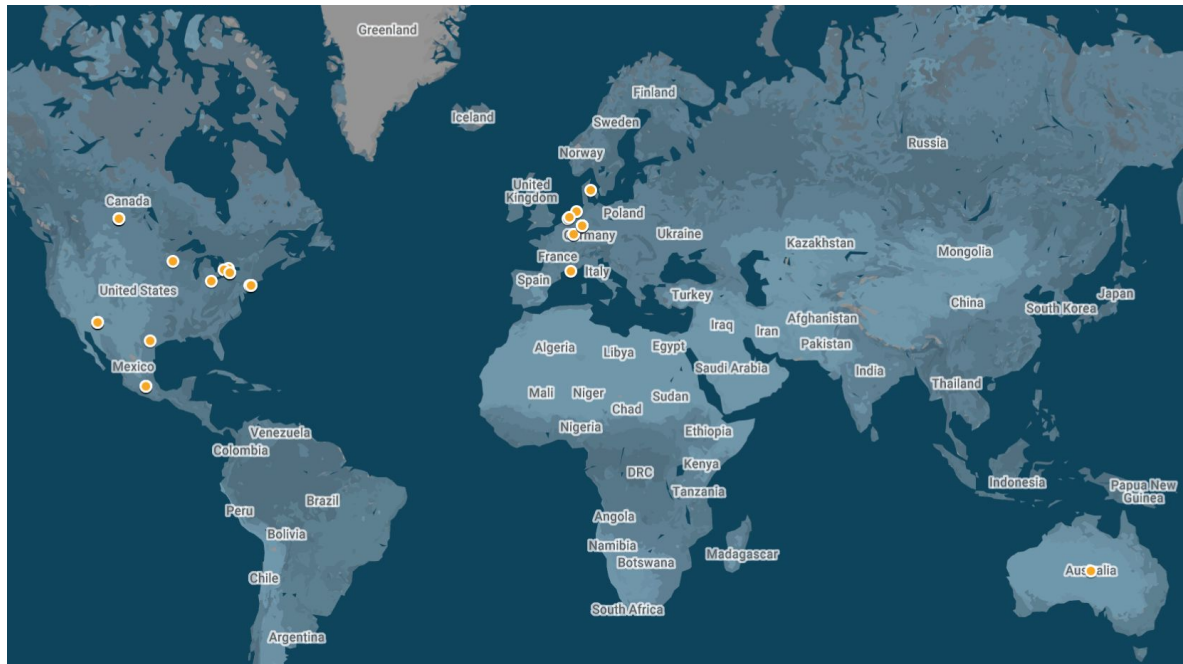 Greenland
Finland
Iceland
Sweden
Russia
Norway
United
Kingdom
Canada
Poland
Ukraine
Germany
Kazakhstan
Mongolia
France
Italy
Spain
United States
Turkey
Japan
China
South Korea
Afghanistan
Iraq
Iran
Pakistan
Algeria
Libya
Egypt
Saudi Arabia
Mexico
India
Thailand
Mali
Niger
Sudan
Chad
Nigeria
Ethiopia
Venezuela
Colombia
Kenya
DRC
Indonesia
Papua New
Guinea
Tanzania
Brazil
Peru
Angola
Bolivia
Namibia
Madagascar
Botswana
Australia
Chile
South Africa
Argentina